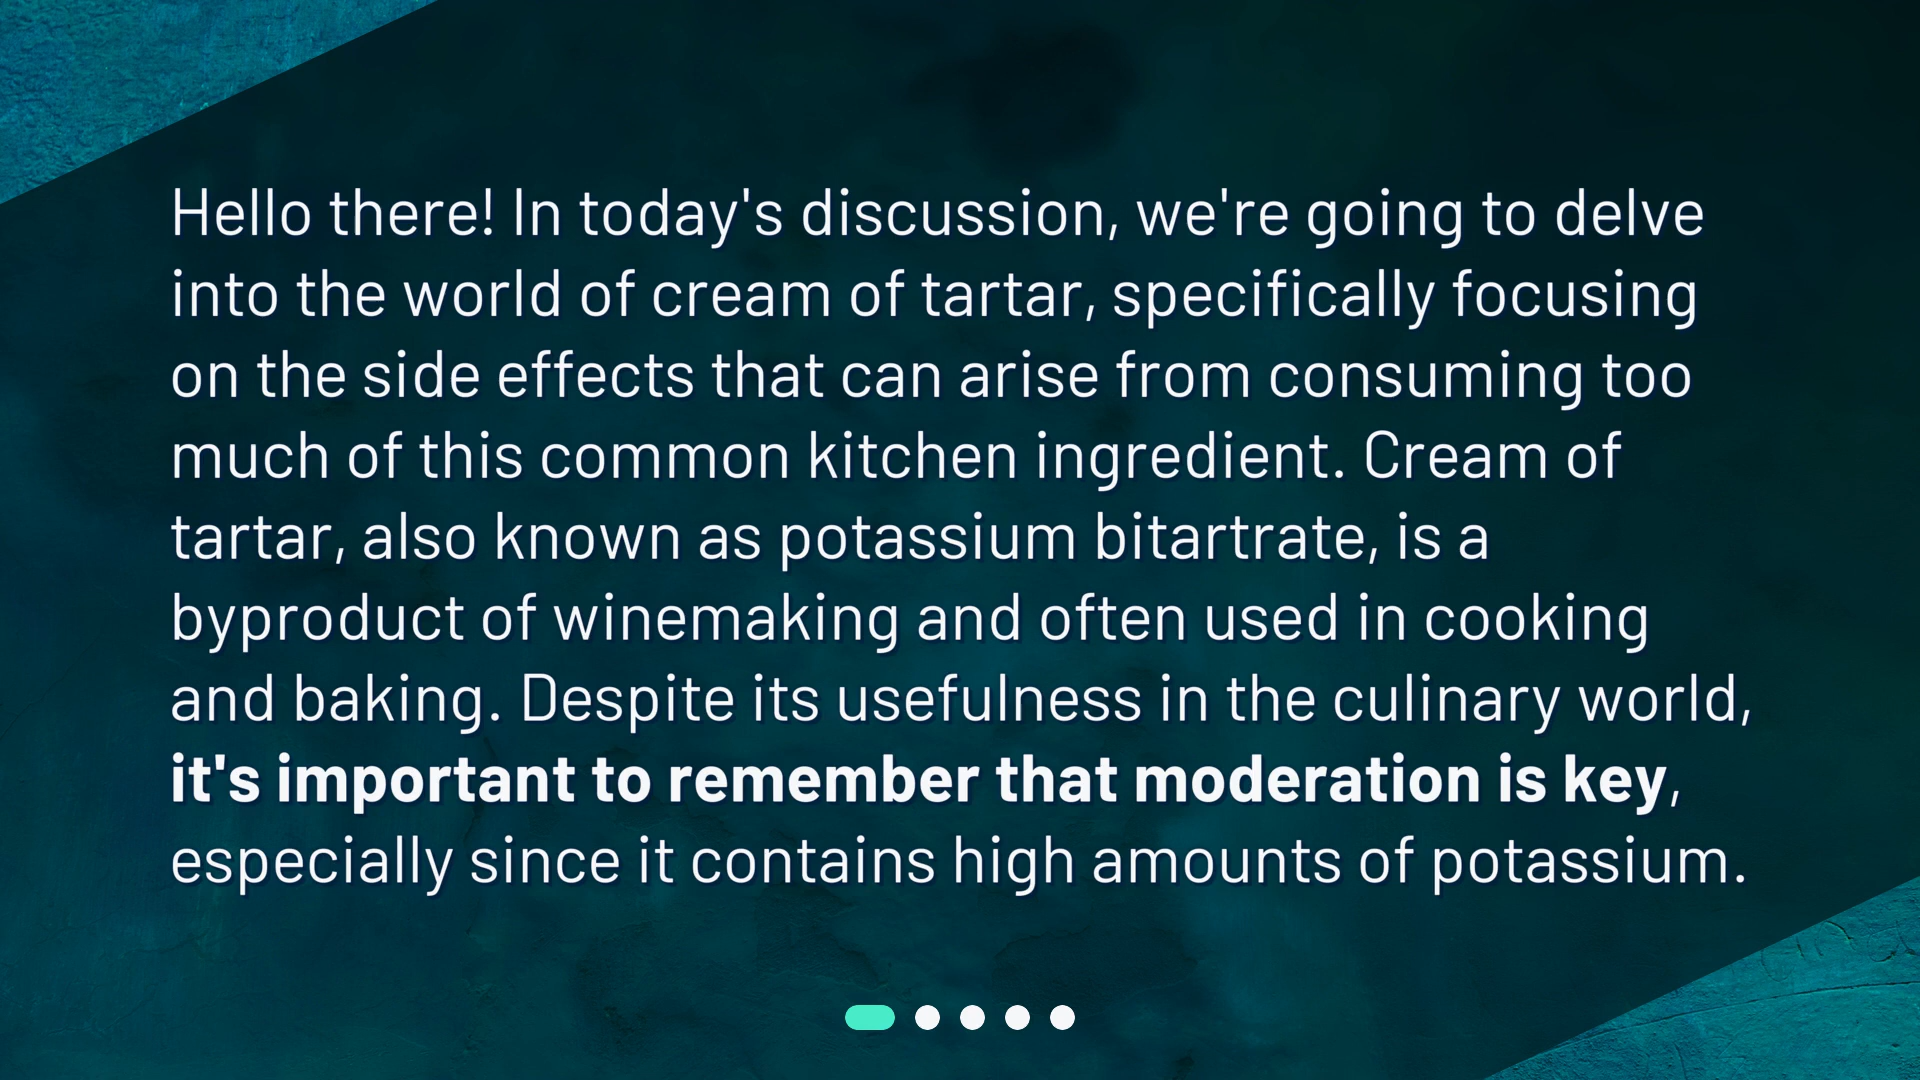 Hello there! In today's discussion, we're going to delve
into the world of cream of tartar, specifically focusing
on the side effects that can arise from consuming too
much of this common kitchen ingredient. Cream of
tartar, also known as potassium bitartrate, is a
byproduct of winemaking and often used in cooking
and baking. Despite its usefulness in the culinary world,
it's important to remember that moderation is key,
especially since it contains high amounts of potassium.